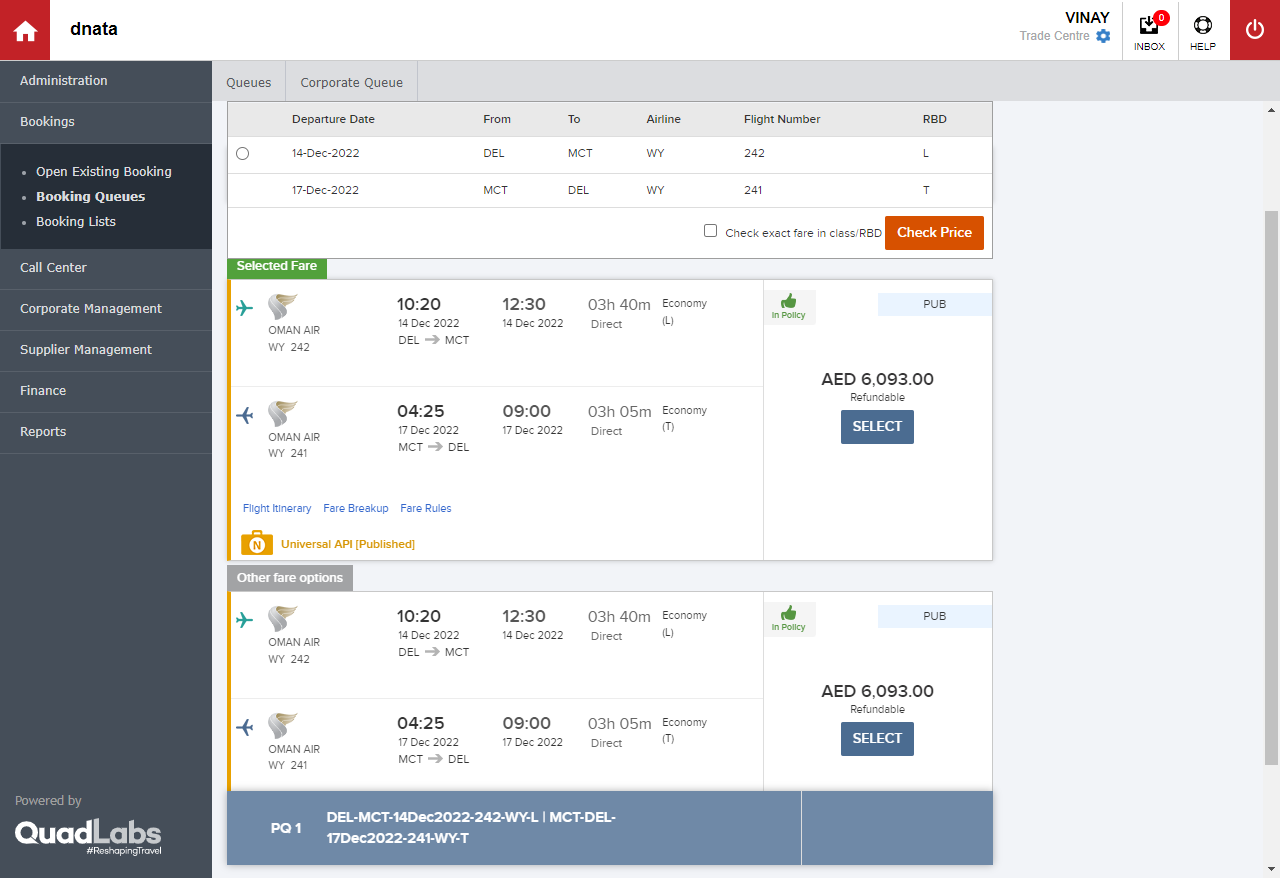 dnata
VINAY
Trade Centre
0
INBOX
HELP
Administration
Bookings
Open Existing Booking
Booking Queues
Booking Lists
Call Center
Corporate Management
Supplier Management
Finance
Reports
Powered by
QuadLabs
#ReshapingTravel
Queues Corporate Queue
Departure Date From To Airline Flight Number RBD
14-Dec-2022 DEL MCT WY 242 L
17-Dec-2022 MCT DEL WY 241 T
Check exact fare in class/RBD Check Price
Selected Fare
10:20 12:30 03h 40m Economy
14 Dec 2022 14 Dec 2022 Direct (L)
OMAN AIR
WY 242
DEL MCT
In Policy
PUB
04:25 09:00 03h 05m Economy
17 Dec 2022 17 Dec 2022 Direct (T)
OMAN AIR
WY 241
MCT DEL
AED 6,093.00
Refundable
SELECT
Flight Itinerary Fare Breakup Fare Rules
N Universal API [Published]
Other fare options
10:20 12:30 03h 40m Economy
14 Dec 2022 14 Dec 2022 Direct (L)
OMAN AIR
WY 242
DEL MCT
In Policy
PUB
04:25 09:00 03h 05m Economy
17 Dec 2022 17 Dec 2022 Direct (T)
OMAN AIR
WY 241
MCT DEL
AED 6,093.00
Refundable
SELECT
PQ 1
DEL-MCT-14Dec2022-242-WY-L | MCT-DEL-
17Dec2022-241-WY-T